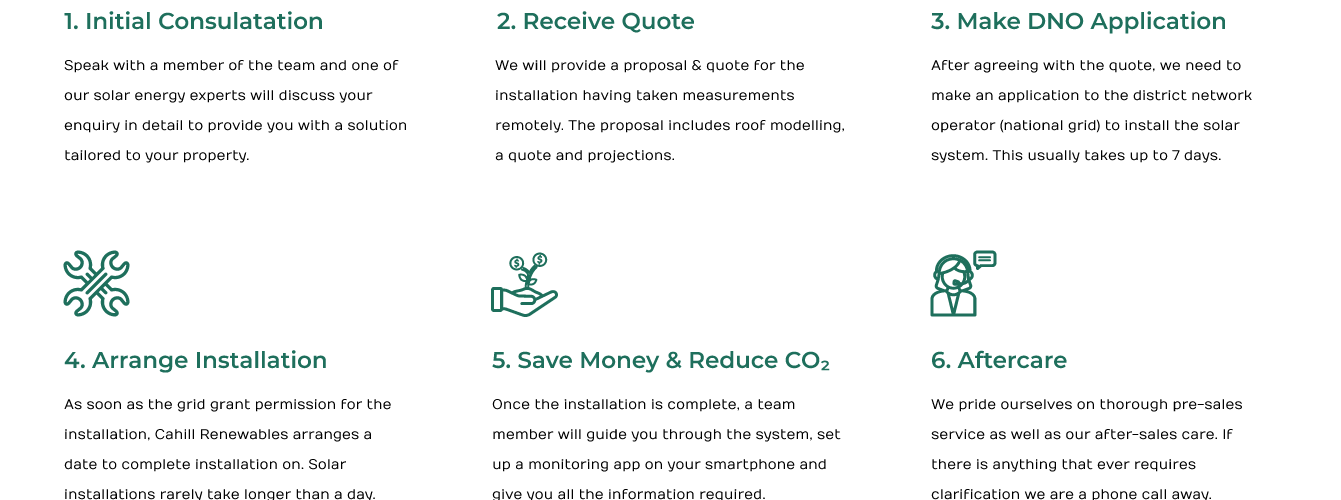 1. Initial Consulatation
Speak with a member of the team and one of
our solar energy experts will discuss your
enquiry in detail to provide you with a solution
tailored to your property.
2. Receive Quote
We will provide a proposal & quote for the
installation having taken measurements
remotely. The proposal includes roof modelling,
a quote and projections.
3. Make DNO Application
After agreeing with the quote, we need to
make an application to the district network
operator (national grid) to install the solar
system. This usually takes up to 7 days.
4. Arrange Installation
As soon as the grid grant permission for the
installation, Cahill Renewables arranges a
date to complete installation on. Solar
installations rarely take longer than a day.
$ $
5. Save Money & Reduce CO₂
Once the installation is complete, a team
member will guide you through the system, set
up a monitoring app on your smartphone and
give you all the information required.
6. Aftercare
We pride ourselves on thorough pre-sales
service as well as our after-sales care. If
there is anything that ever requires
clarification we are a phone call away.